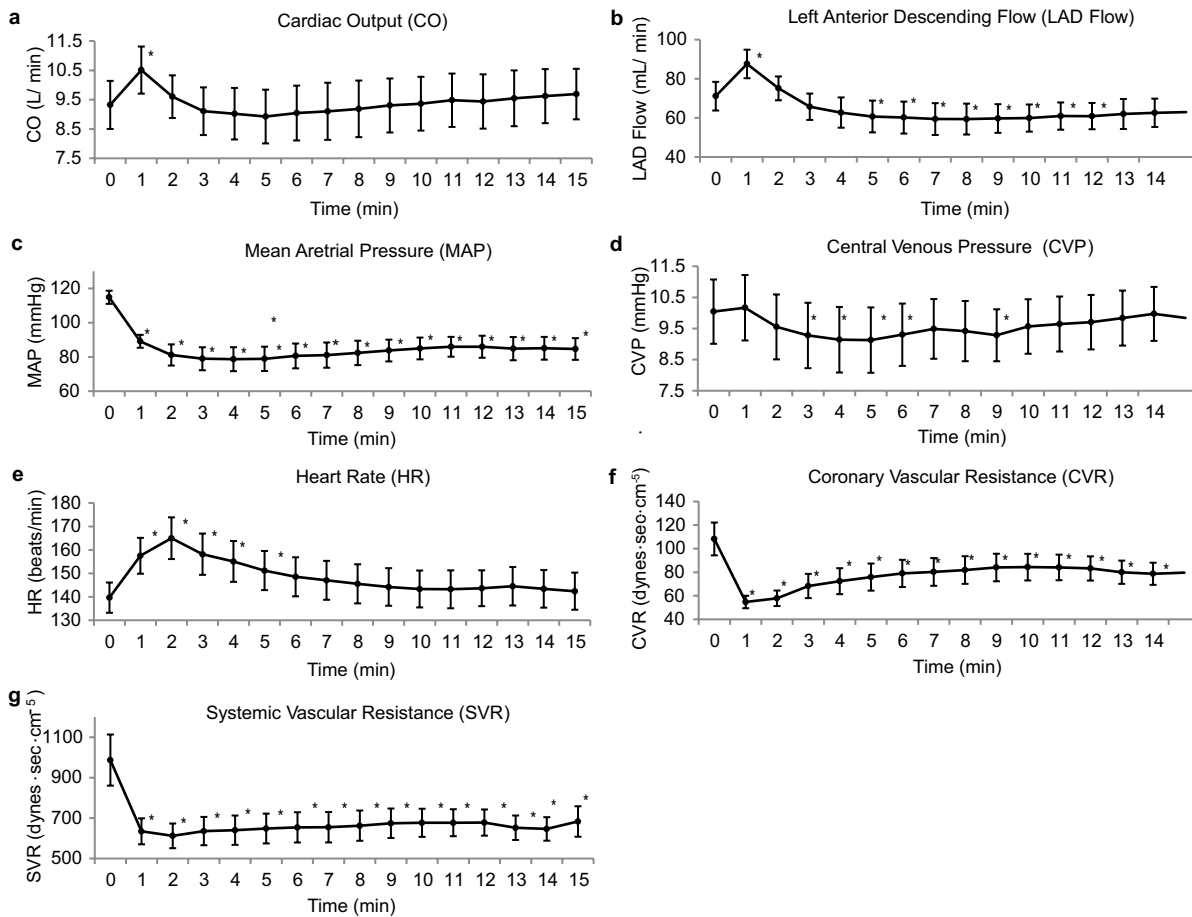 a
Cardiac Output (CO)
CO (L/ min)
11.5
10.5
9.5
8.5
7.5
*
0 1 2 3 4 5 6 7 8 9 10 11 12 13 14 15
Time (min)
b
Left Anterior Descending Flow (LAD Flow)
LAD Flow (mL/ min)
100
80
60
40
* * * * * * * * *
0 1 2 3 4 5 6 7 8 9 10 11 12 13 14
Time (min)
c
Mean Aretrial Pressure (MAP)
MAP (mmHg)
120
100
80
60
* * * * * * * * * * * * * * * *
0 1 2 3 4 5 6 7 8 9 10 11 12 13 14 15
Time (min)
d
Central Venous Pressure (CVP)
CVP (mmHg)
11.5
10.5
9.5
8.5
7.5
* * * * *
0 1 2 3 4 5 6 7 8 9 10 11 12 13 14
Time (min)
.
e
Heart Rate (HR)
HR (beats/min)
180
170
160
150
140
130
* * * * *
0 1 2 3 4 5 6 7 8 9 10 11 12 13 14 15
Time (min)
f
Coronary Vascular Resistance (CVR)
CVR (dynes·sec·cm-5)
140
120
100
80
60
40
* * * * * * * * * * * * * *
0 1 2 3 4 5 6 7 8 9 10 11 12 13 14
Time (min)
g
Systemic Vascular Resistance (SVR)
SVR (dynes·sec·cm-5)
1100
900
700
500
* * * * * * * * * * * * * * *
0 1 2 3 4 5 6 7 8 9 10 11 12 13 14 15
Time (min)